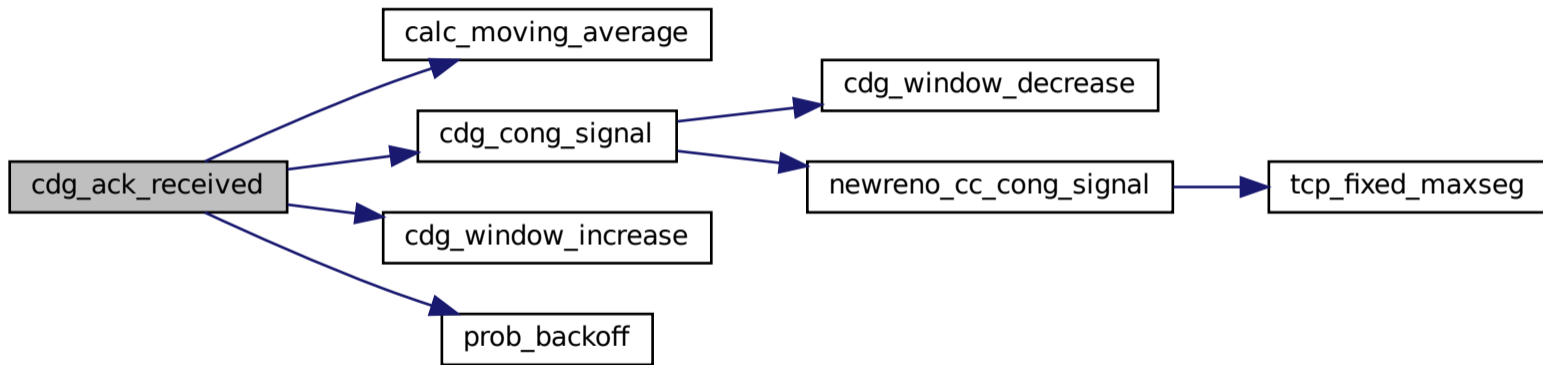 calc_moving_average
cdg_window_decrease
cdg_cong_signal
cdg_ack_received
newreno_cc_cong_signal
tcp_fixed_maxseg
cdg_window_increase
prob_backoff